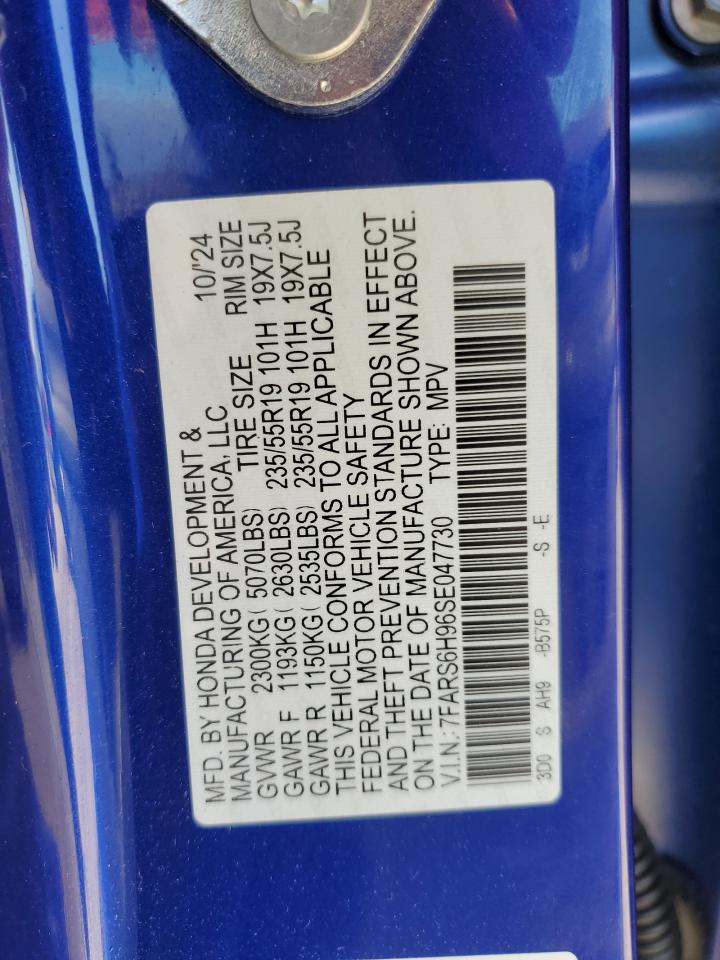 MFD. BY HONDA DEVELOPMENT & 10/'24
MANUFACTURING OF AMERICA, LLC
GVWR 2300KG( 5070LBS) TIRE SIZE RIM SIZE
GAWR F 1193KG( 2630LBS) 235/55R19 101H 19X7.5J
GAWR R 1150KG( 2535LBS) 235/55R19 101H 19X7.5J
THIS VEHICLE CONFORMS TO ALL APPLICABLE
FEDERAL MOTOR VEHICLE SAFETY
AND THEFT PREVENTION STANDARDS IN EFFECT
ON THE DATE OF MANUFACTURE SHOWN ABOVE.
V.I.N.: 7FARS6H96SE047730 TYPE: MPV
3D0 S AH9 -B575P -S -E